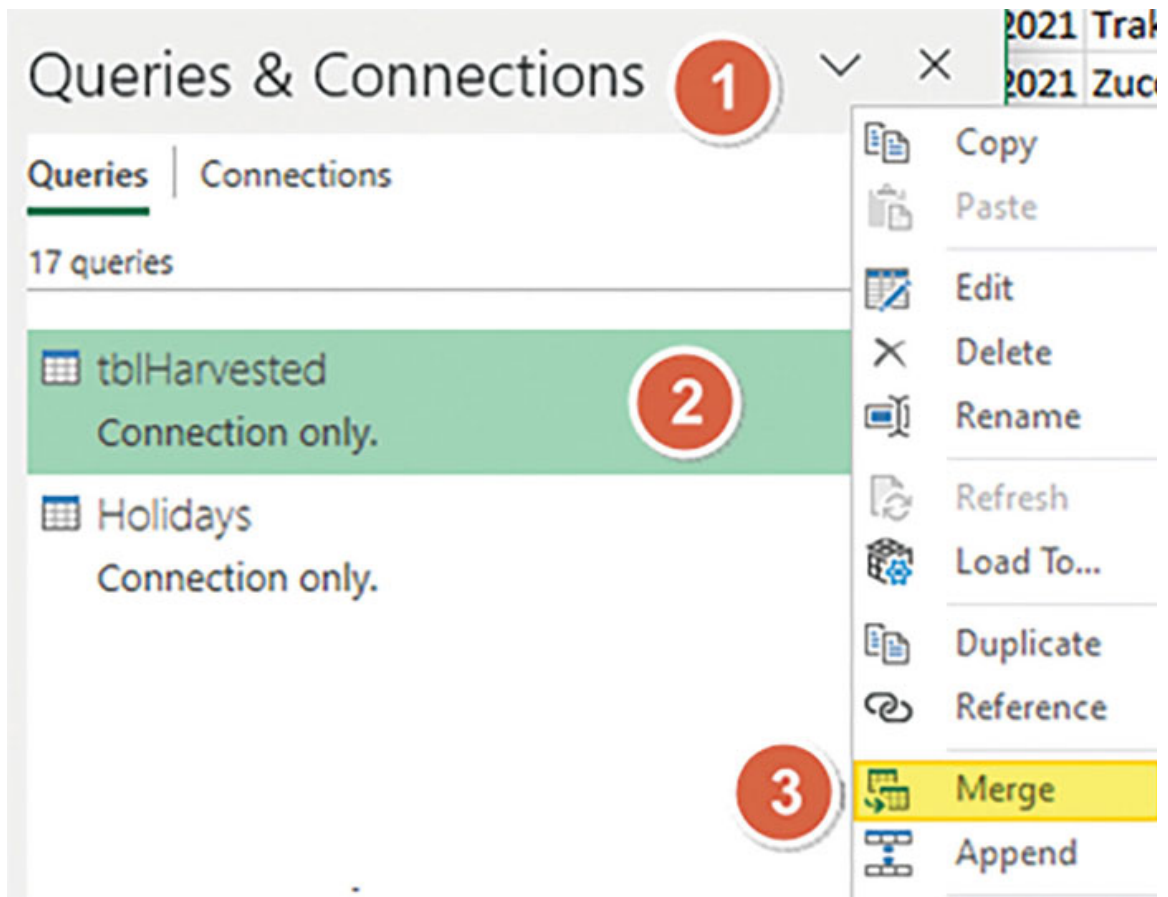 2021 Trak
Queries & Connections
1
2021 Zucc
Queries
Connections
17 queries
tblHarvested
2
Connection only.
Holidays
Connection only.
Copy
Paste
Edit
Delete
Rename
Refresh
Load To...
Duplicate
Reference
3
Merge
Append